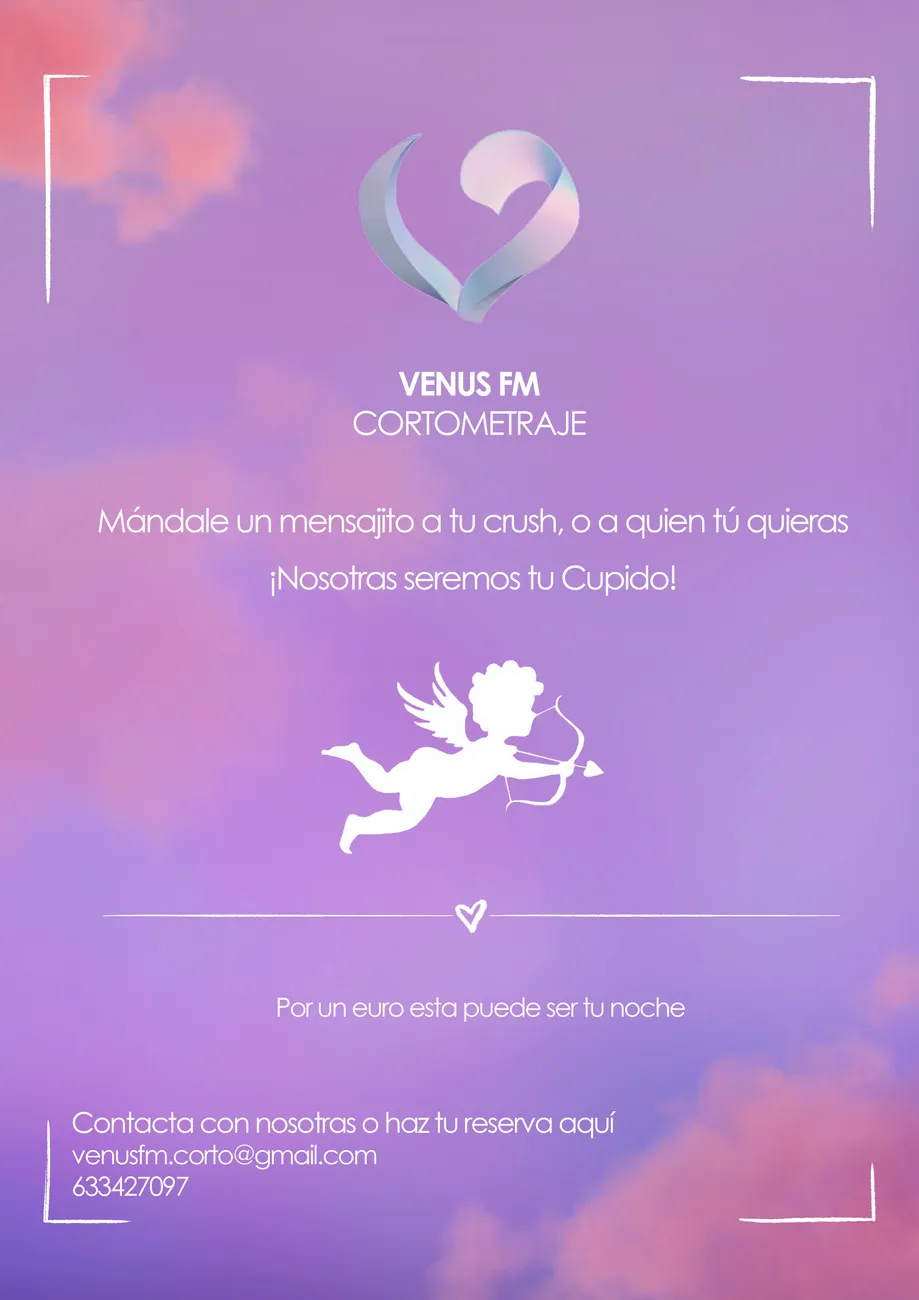 VENUS FM
CORTOMETRAJE
Mándale un mensajito a tu crush, o a quien tú quieras
¡Nosotras seremos tu Cupido!
Por un euro esta puede ser tu noche
Contacta con nosotras o haz tu reserva aquí
venusfm.corto@gmail.com
633427097